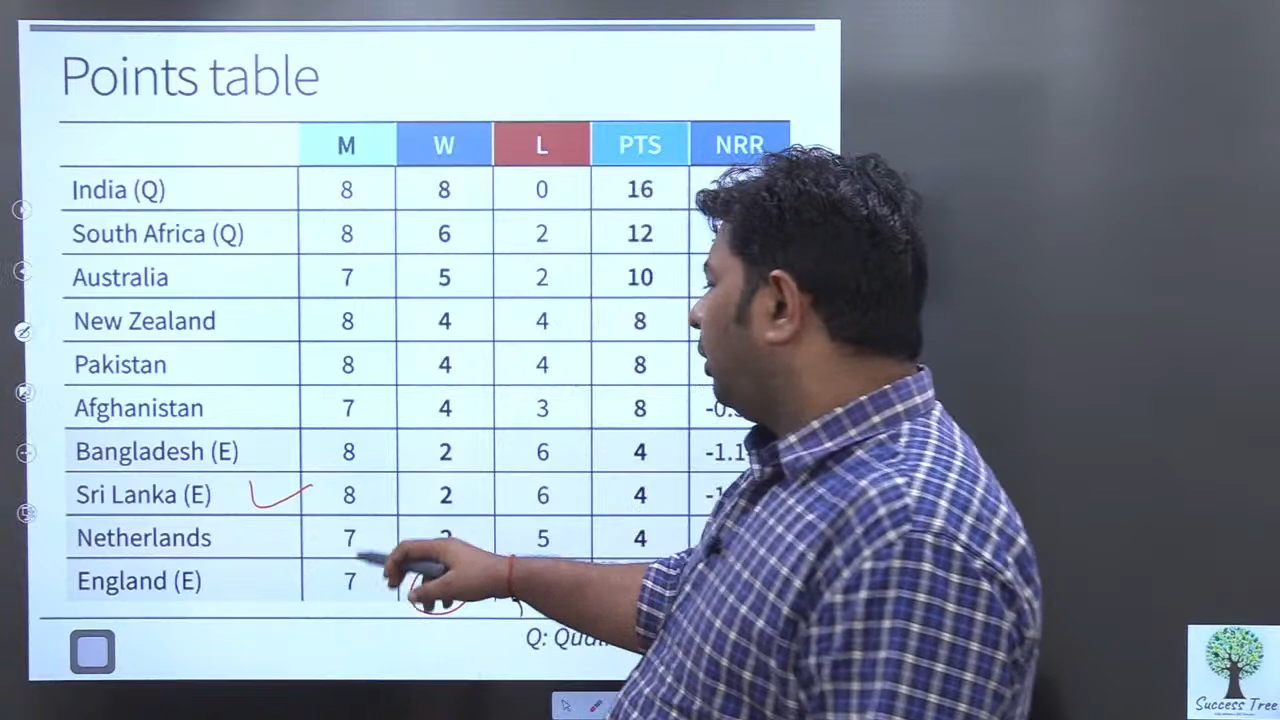 Points table
M W L PTS NRR
India (Q) 8 8 0 16
South Africa (Q) 8 6 2 12
Australia 7 5 2 10
New Zealand 8 4 4 8
Pakistan 8 4 4 8
Afghanistan 7 4 3 8
Bangladesh (E) 8 2 6 4
Sri Lanka (E) 8 2 6 4
Netherlands 7 5 4
England (E) 7
Q:
Success Tree